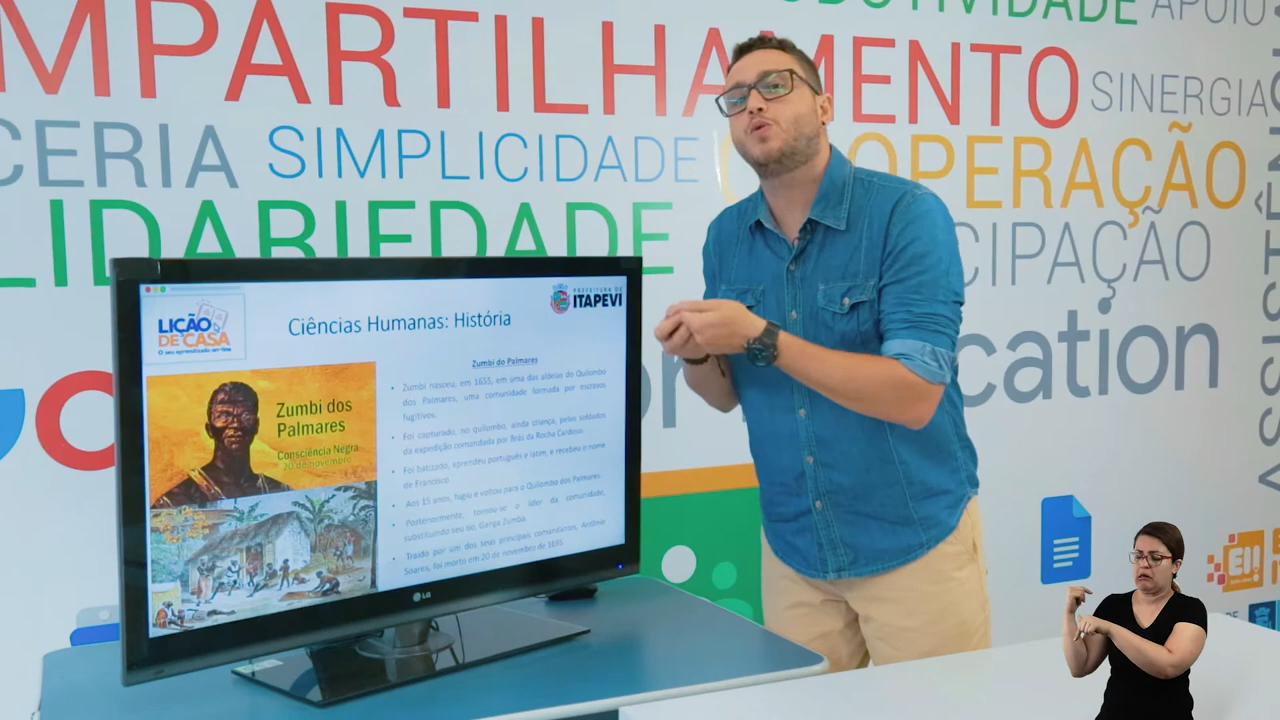 ODUTIVIDADE
APOIO
MPARTILHAMENTO
SINERGIA
CERIA
SIMPLICIDADE
COOPERAÇÃO
LIDARIEDADE
CIPAÇÃO
ASSISTÊN
cation
LIÇÃO
DE CASA
O seu aprendizado on-line
Ciências Humanas: História
PREFEITURA DE
ITAPEVI
Zumbi dos
Palmares
Consciência Negra
20 de novembro
Zumbi do Palmares
• Zumbi nasceu, em 1655, em uma das aldeias do Quilombo
dos Palmares, uma comunidade formada por escravos
fugitivos.
• Foi capturado, no quilombo, ainda criança, pelos soldados
da expedição comandada por Brás da Rocha Cardoso.
• Foi batizado, aprendeu português e latim, e recebeu o nome
de Francisco.
• Aos 15 anos, fugiu e voltou para o Quilombo dos Palmares.
• Posteriormente, tornou-se o líder da comunidade,
substituindo seu tio, Ganga Zumba.
• Traído por um dos seus principais comandantes, Antônio
Soares, foi morto em 20 de novembro de 1695.
LG